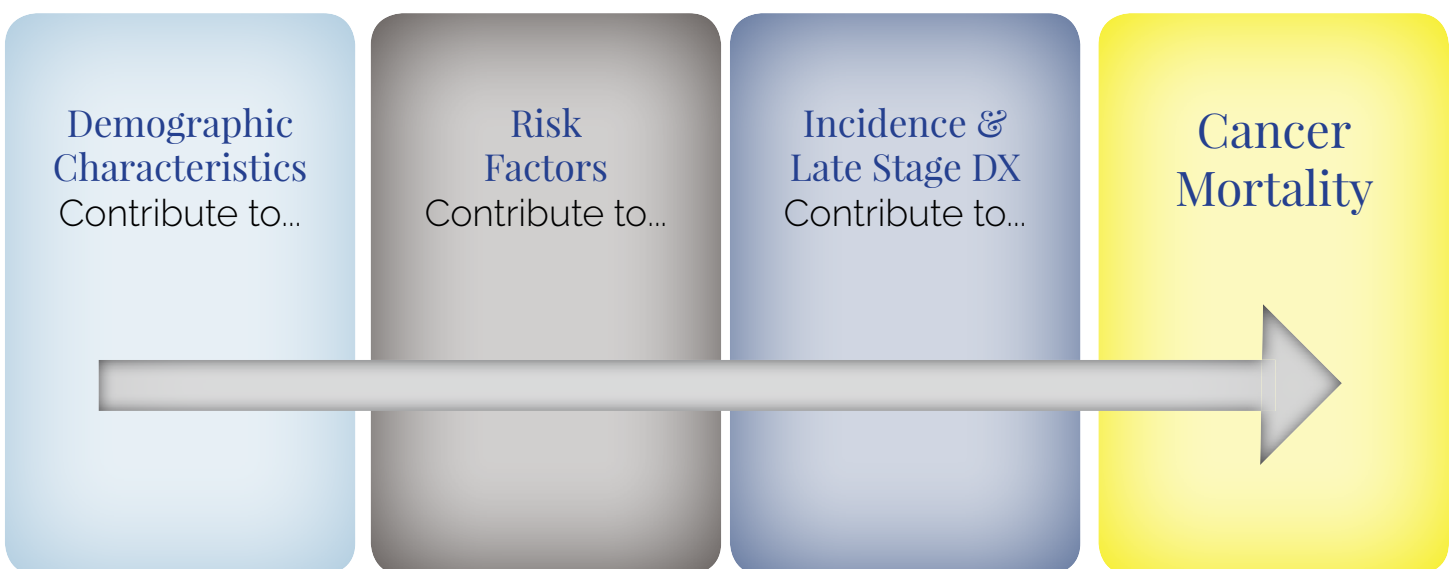 Demographic
Characteristics
Contribute to...
Risk
Factors
Contribute to...
Incidence &
Late Stage DX
Contribute to...
Cancer
Mortality